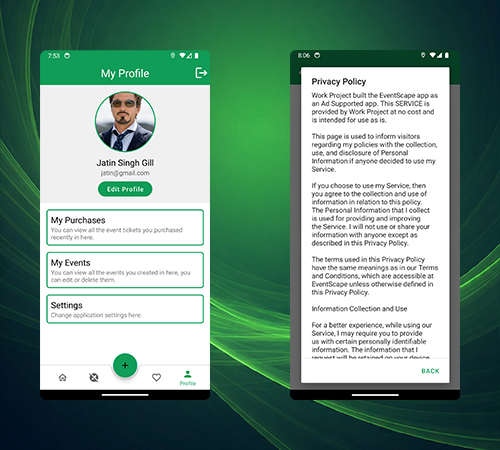 7:53
My Profile
Jatin Singh Gill
jatin@gmail.com
Edit Profile
My Purchases
You can view all the event tickets you purchased
recently in here.
My Events
You can view all the events you created in here, you
can edit or delete them.
Settings
Change application settings here.
+
Profile
8:06
Privacy Policy
Work Project built the EventScape app as
an Ad Supported app. This SERVICE is
provided by Work Project at no cost and
is intended for use as is.
This page is used to inform visitors
regarding my policies with the collection,
use, and disclosure of Personal
Information if anyone decided to use my
Service.
If you choose to use my Service, then
you agree to the collection and use of
information in relation to this policy.
The Personal Information that I collect
is used for providing and improving
the Service. I will not use or share your
information with anyone except as
described in this Privacy Policy.
The terms used in this Privacy Policy
have the same meanings as in our Terms
and Conditions, which are accessible at
EventScape unless otherwise defined in
this Privacy Policy.
Information Collection and Use
For a better experience, while using our
Service, I may require you to provide
us with certain personally identifiable
information. The information that I
request will be retained on your device
BACK